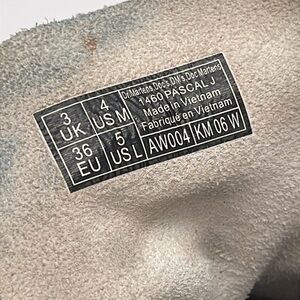 3 UK
4 US M
36 EU
5 US L
Dr.Martens Doc's DM's Doc Martens
1460 PASCAL J
Made in Vietnam
Fabriqué en Vietnam
AW004 KM 06 W